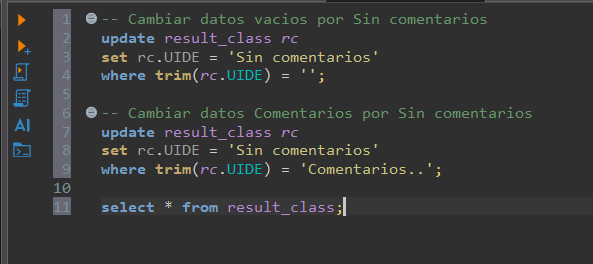 1 -- Cambiar datos vacios por Sin comentarios
2 update result_class rc
3 set rc.UIDE = 'Sin comentarios'
4 where trim(rc.UIDE) = '';
5
6 -- Cambiar datos Comentarios por Sin comentarios
7 update result_class rc
8 set rc.UIDE = 'Sin comentarios'
9 where trim(rc.UIDE) = 'Comentarios..';
10
11 select * from result_class;
AI